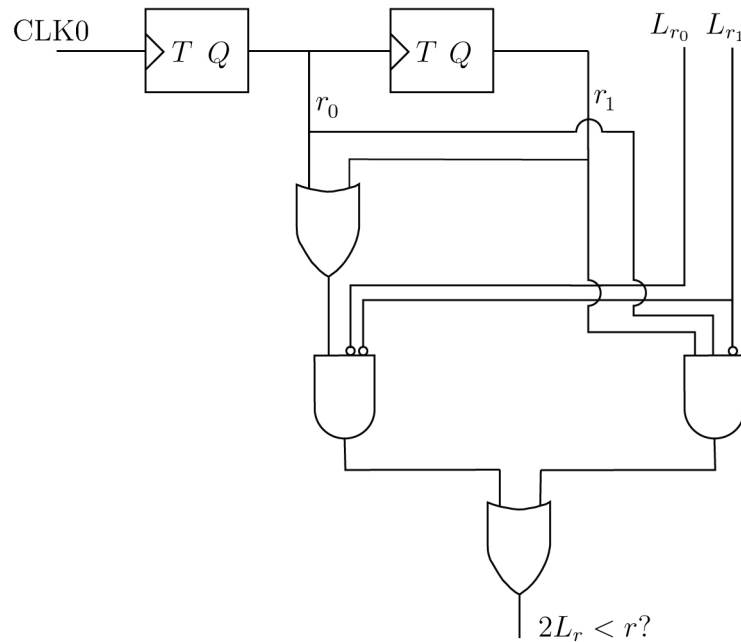 CLK0
T Q
T Q
L_{r_0} L_{r_1}
r_0
r_1
2L_r < r?